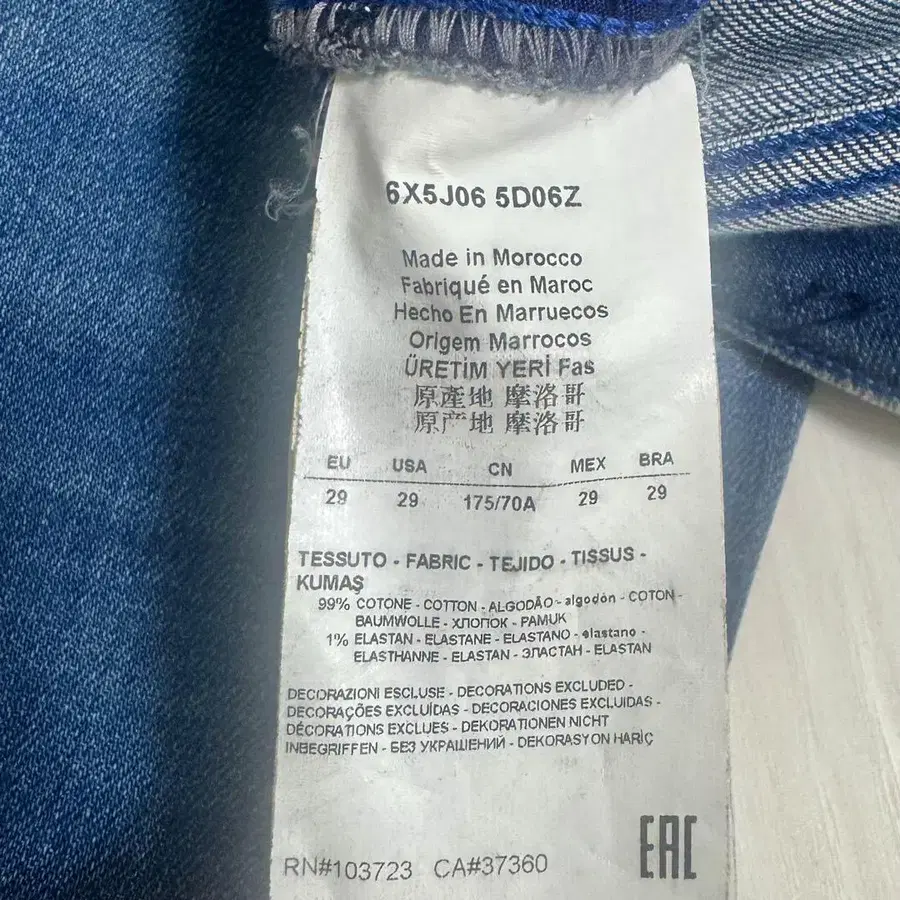 6X5J06 5D06Z
Made in Morocco
Fabriqué en Maroc
Hecho En Marruecos
Origem Marrocos
ÜRETİM YERİ Fas
原產地 摩洛哥
原产地 摩洛哥
EU USA CN MEX BRA
29 29 175/70A 29 29
TESSUTO - FABRIC - TEJIDO - TISSUS -
KUMAŞ
99% COTONE - COTTON - ALGODÃO - algodón - COTON -
BAUMWOLLE - ХЛОПОК - PAMUK
1% ELASTAN - ELASTANE - ELASTANO - elastano -
ELASTHANNE - ELASTAN - ЭЛАСТАН - ELASTAN
DECORAZIONI ESCLUSE - DECORATIONS EXCLUDED -
DECORAÇÕES EXCLUÍDAS - DECORACIONES EXCLUIDAS -
DÉCORATIONS EXCLUES - DEKORATIONEN NICHT
INBEGRIFFEN - БЕЗ УКРАШЕНИЙ - DEKORASYON HARİÇ
EAC
RN#103723 CA#37360